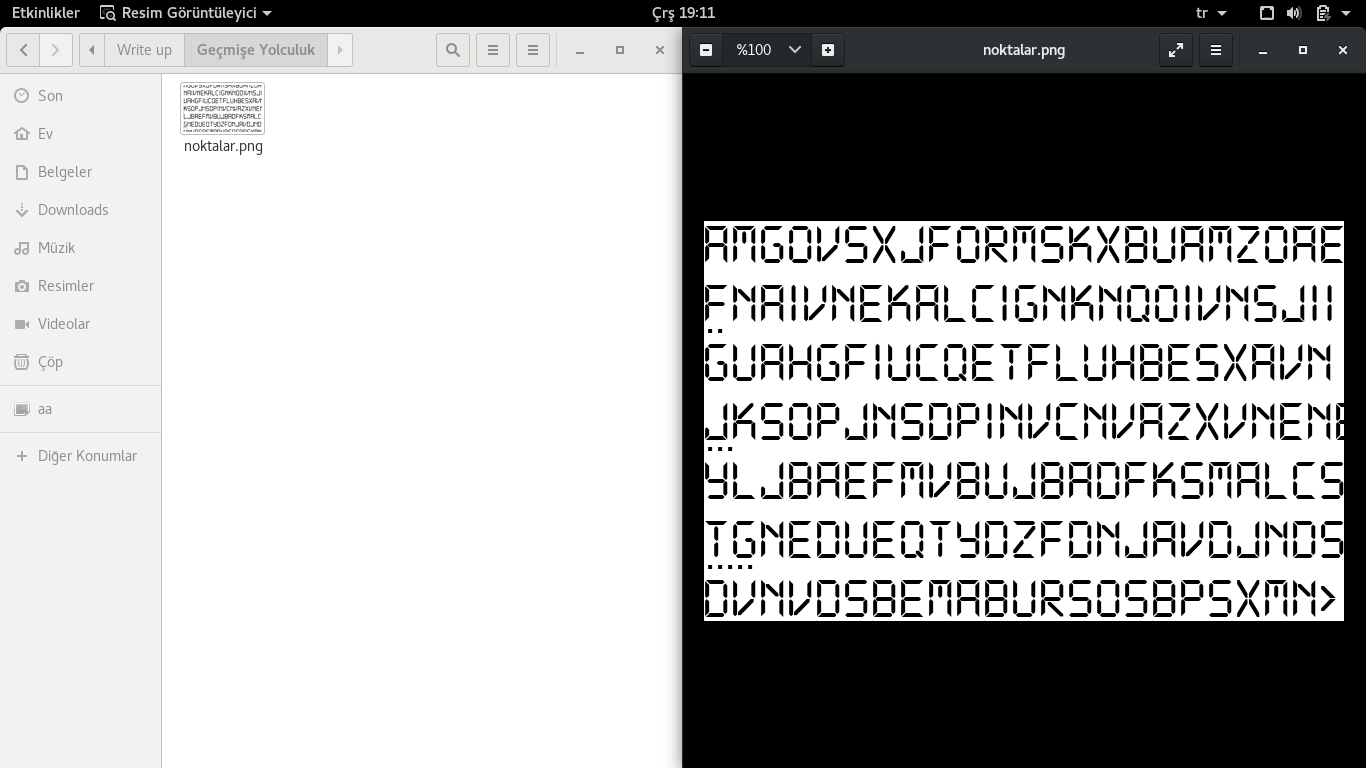 Etkinlikler Resim Görüntüleyici Çrş 19:11 tr
Write up Geçmişe Yolculuk
%100 noktalar.png
Son
Ev
Belgeler
Downloads
Müzik
Resimler
Videolar
Çöp
aa
Diğer Konumlar
noktalar.png
AMGOVSXJFORMSKXBUAMZOAE
FNAIVNEKALCIGNKNQOIVNSJII
..
GUAHGFIUCQETFLUHBESXAVN
JKSOPJNSDPINVCNVAZXVNENE
...
YLJBAEFMVBUJBADFKSMALCS
TGNEDUEQTYDZFDNJAVDJNDS
.....
DVNVDSBEMABURSOSBPSXMN>